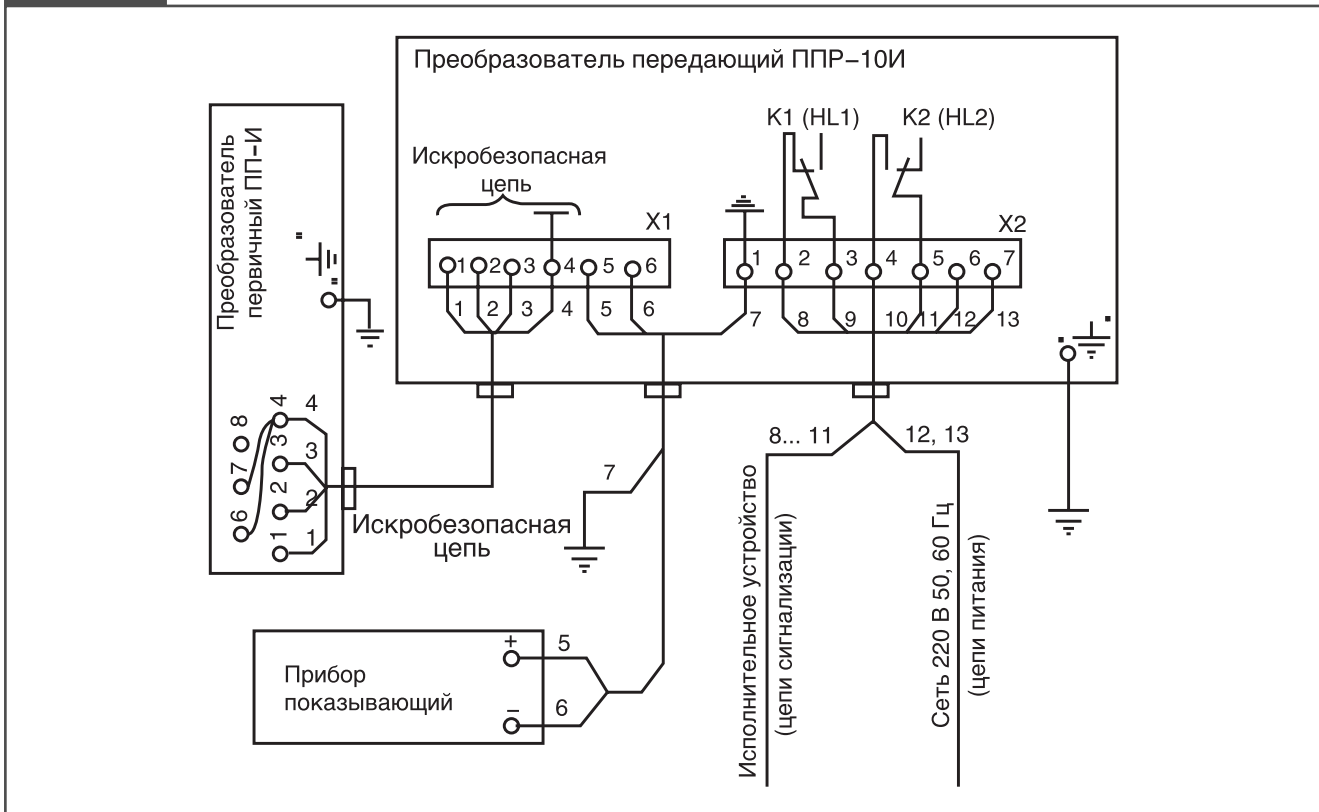 Преобразователь передающий ППР–10И
К1 (HL1)
К2 (HL2)
Искробезопасная
цепь
X1
X2
1 2 3 4 5 6
1 2 3 4 5 6 7
1 2 3 4 5 6 7
8 9 10 11 12 13
Преобразователь
первичный ПП-И
" "
8
7
6
4
3
2
1
4
3
2
1
Искробезопасная
цепь
7
8... 11
12, 13
Исполнительное устройство
(цепи сигнализации)
Сеть 220 В 50, 60 Гц
(цепи питания)
Прибор
показывающий
+
–
5
6